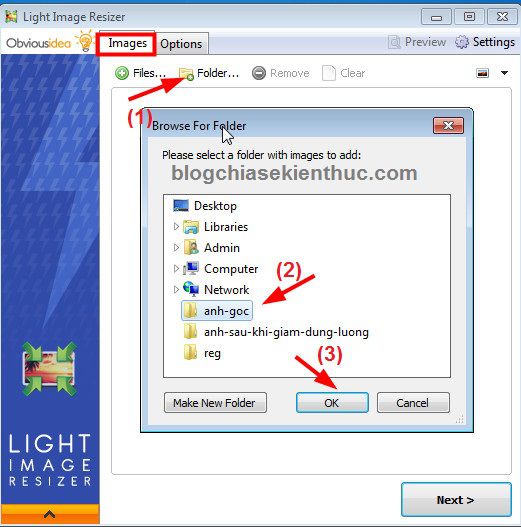 Light Image Resizer
Obviousidea
Images
Options
Preview
Settings
Files...
Folder...
Remove
Clear
(1)
Browse For Folder
Please select a folder with images to add:
blogchiasekienthuc.com
Desktop
Libraries
Admin
Computer
(2)
Network
anh-goc
anh-sau-khi-giam-dung-luong
reg
(3)
Make New Folder
OK
Cancel
LIGHT
IMAGE
RESIZER
Next >